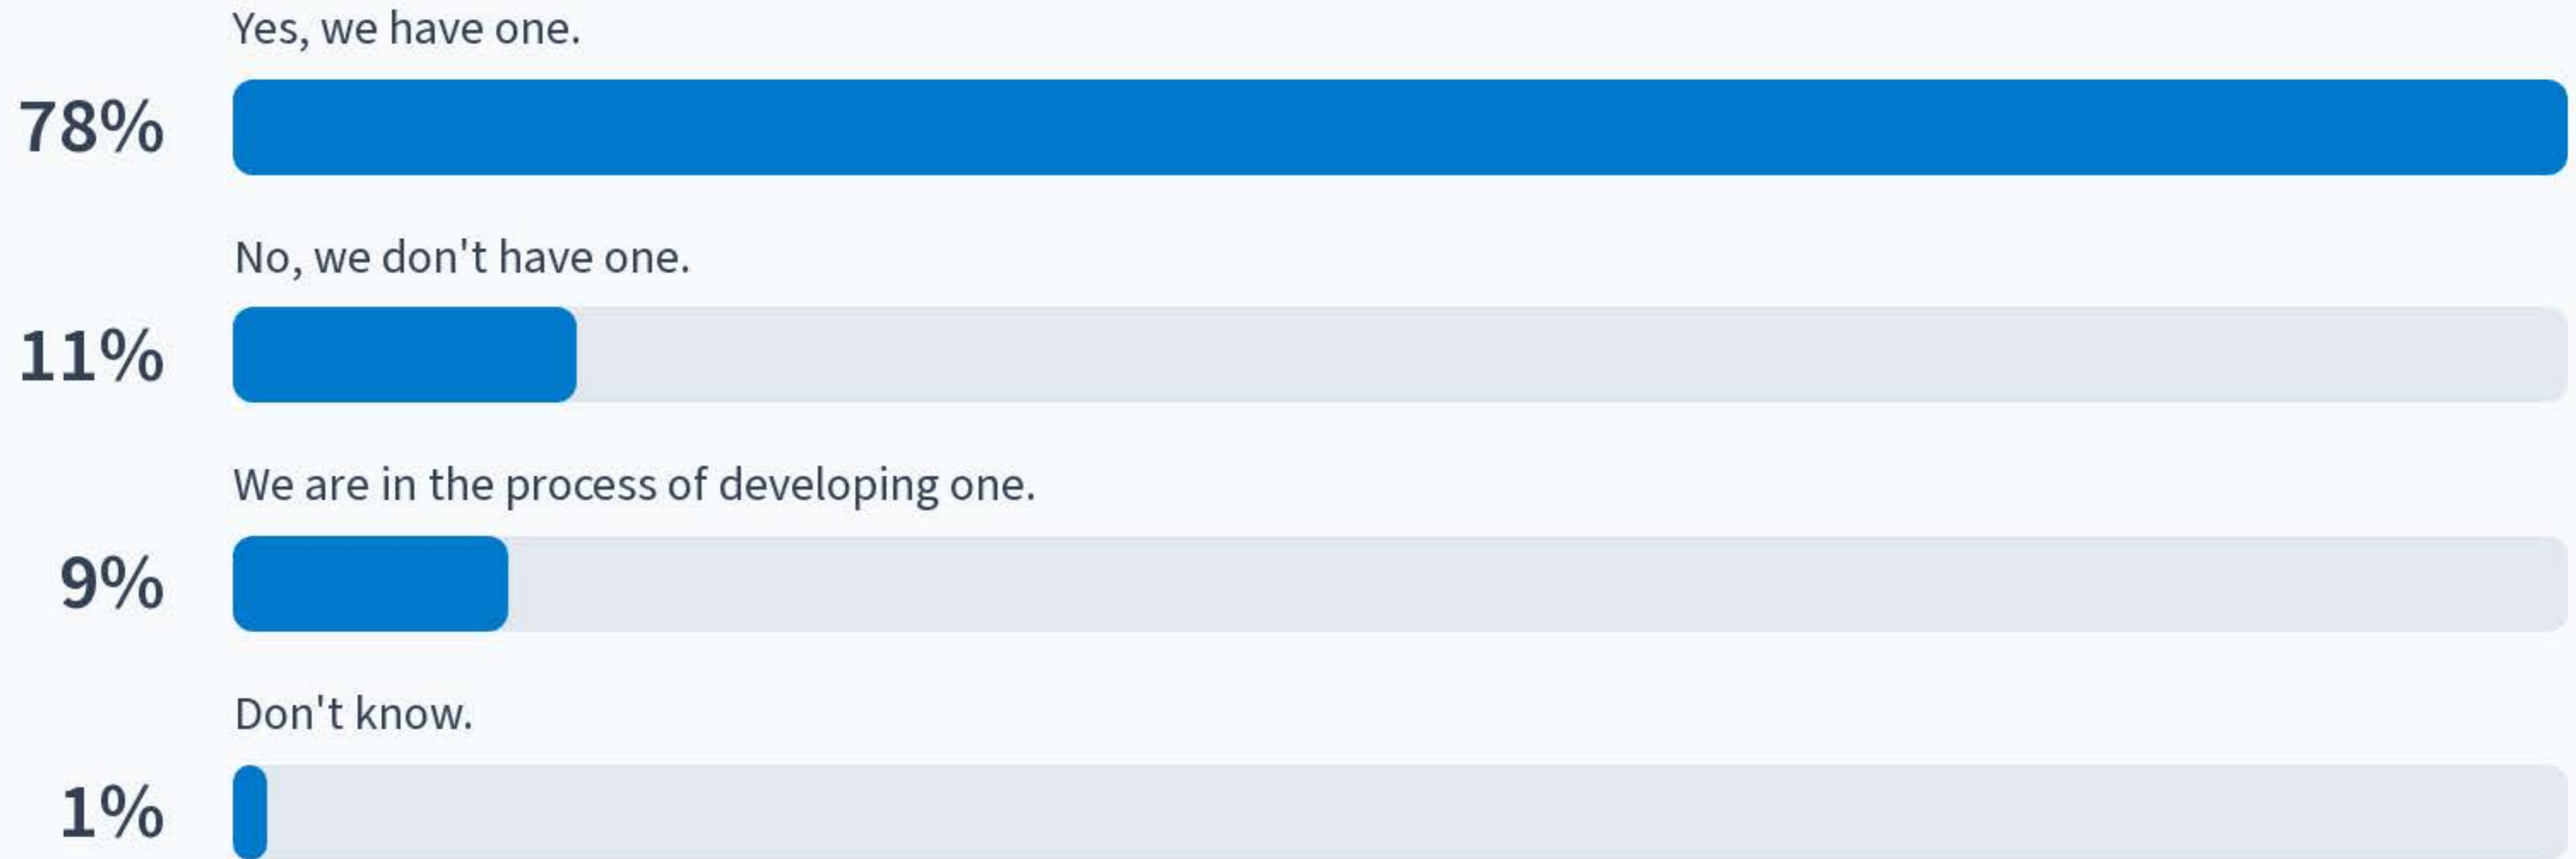 Yes, we have one.
78%
No, we don't have one.
11%
We are in the process of developing one.
9%
Don't know.
1%